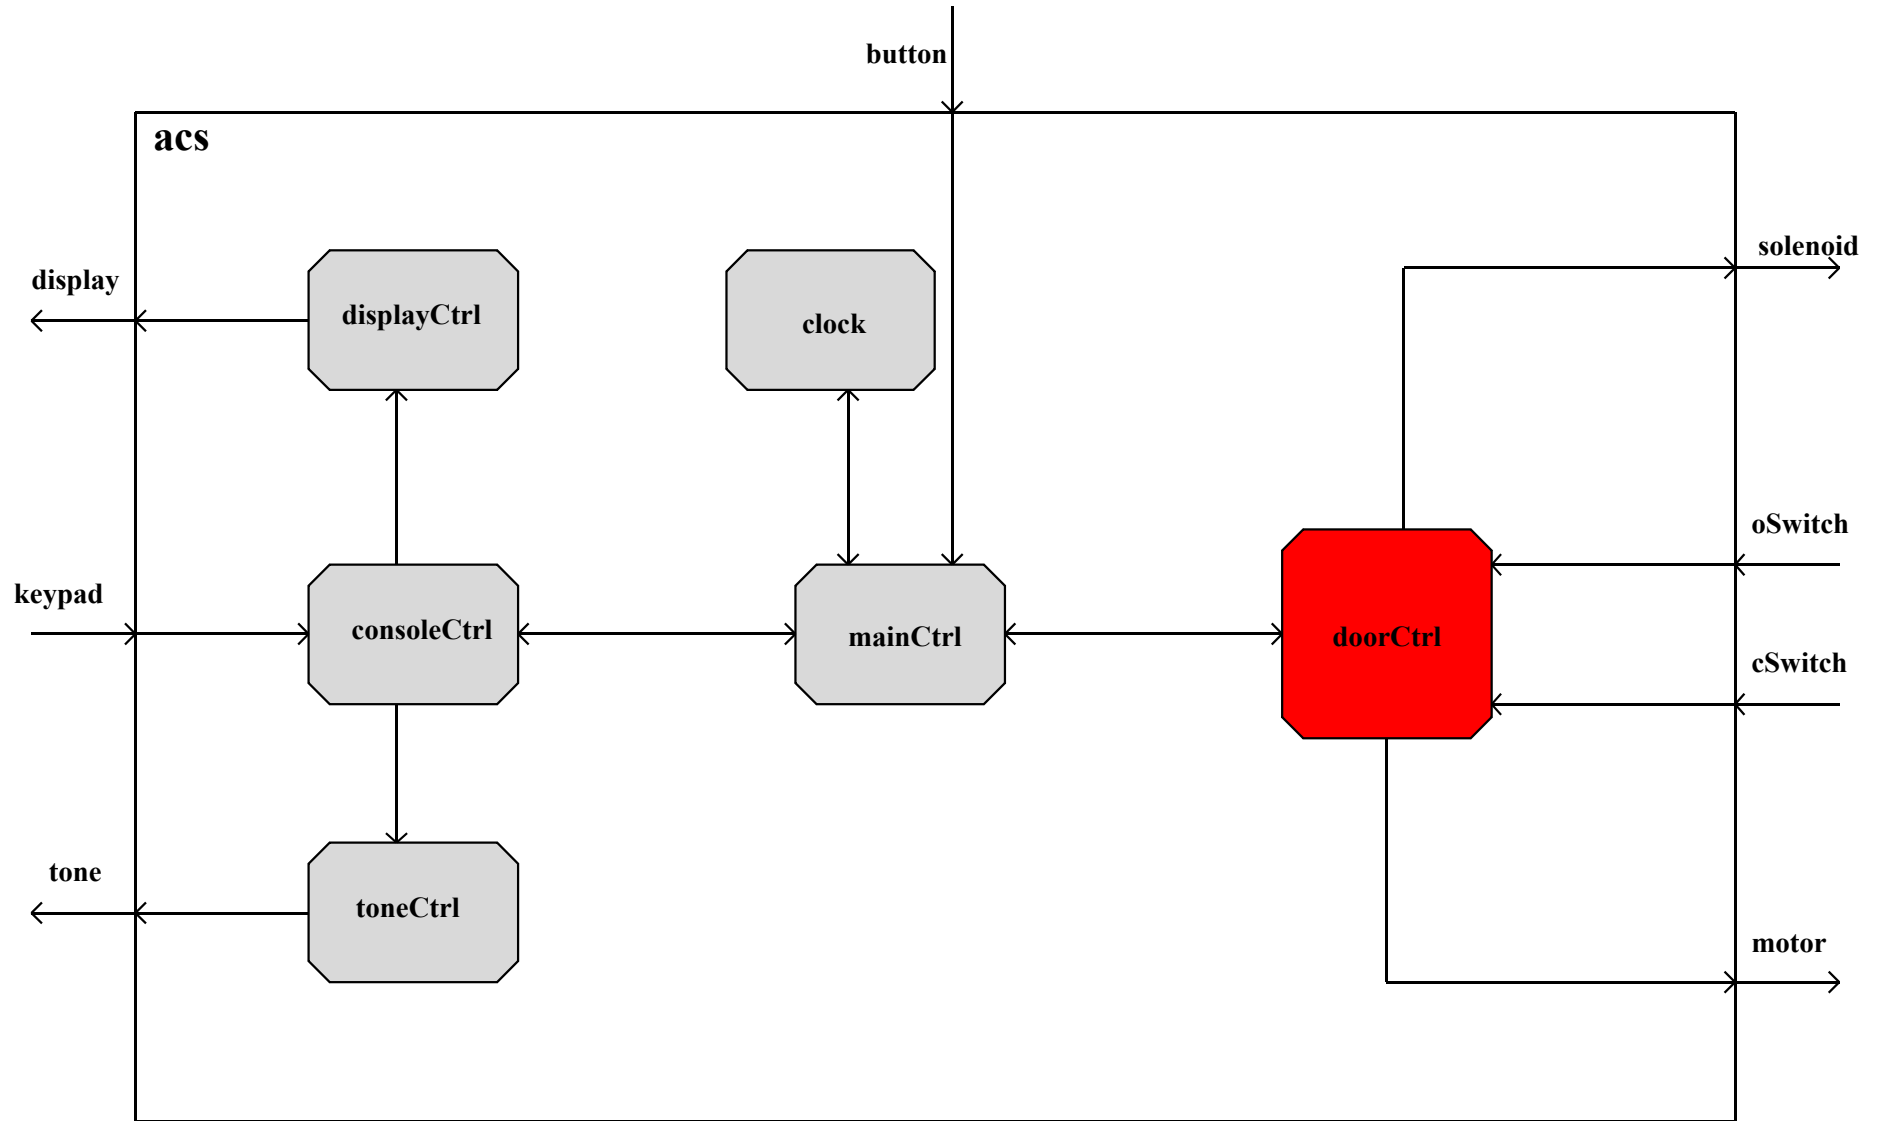 button
acs
solenoid
display
displayCtrl
clock
oSwitch
keypad
consoleCtrl
mainCtrl
doorCtrl
cSwitch
tone
toneCtrl
motor